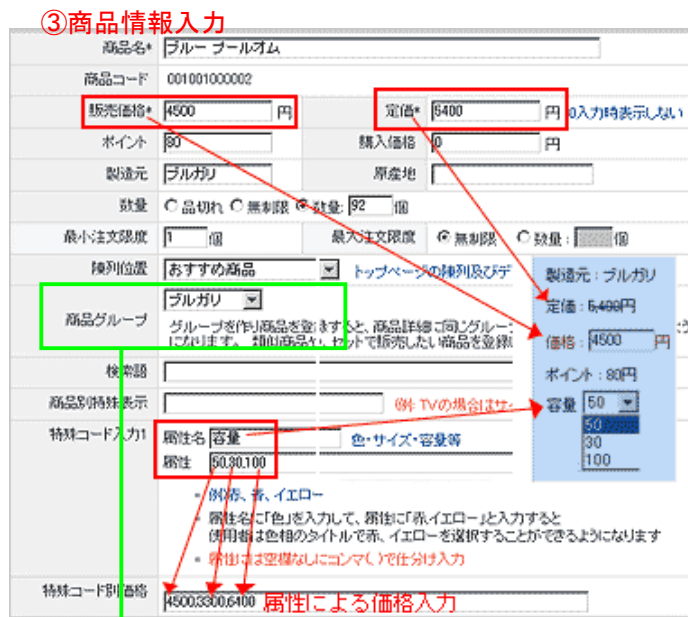 ③商品情報入力
商品名* ブルー プールオム
商品コード 001001000002
販売価格* 4500 円 定価* 5400 円 0入力時表示しない
ポイント 80 購入価格 0 円
製造元 ブルガリ 原産地
数量 品切れ 無制限 数量: 92 個
最小注文限度 1 個 最大注文限度 無制限 数量: 個
陳列位置 おすすめ商品 トップページの陳列及びデ
商品グループ ブルガリ
グループを作り商品を登 きすると、商品詳細に同じグルー
になります。 類似商品や、セットで販売したい商品を登録
検索語
商品別特殊表示 例: TVの場合はサ
特殊コード入力1 属性名 容量 色・サイズ・容量等
属性 50,30,100
例)赤、青、イエロー
属性名に「色」を入力して、属性に「赤,イエロー」と入力すると
使用者は色相のタイトルで赤、イエローを選択することができるようになります
属性には空欄なしにコンマ(,)で仕分け入力
特殊コード別価格 4500,3300,6400 属性による価格入力
製造元 : ブルガリ
定価 : 5,400円
価格 : 4500 円
ポイント : 80円
容量 50
50
30
100